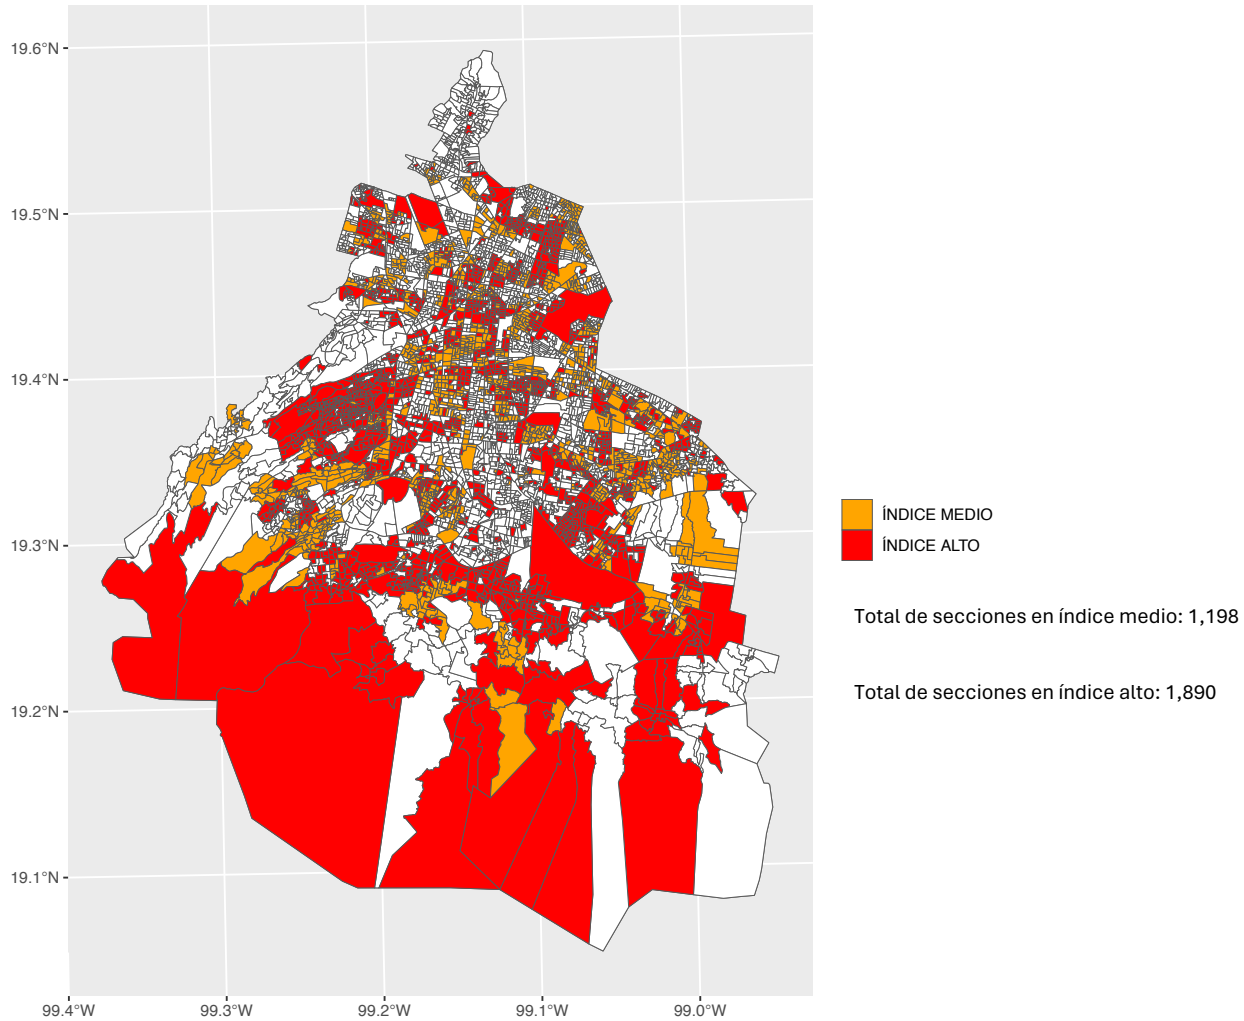 19.6°N
19.5°N
19.4°N
19.3°N
19.2°N
19.1°N
99.4°W
99.3°W
99.2°W
99.1°W
99.0°W
ÍNDICE MEDIO
ÍNDICE ALTO
Total de secciones en índice medio: 1,198
Total de secciones en índice alto: 1,890